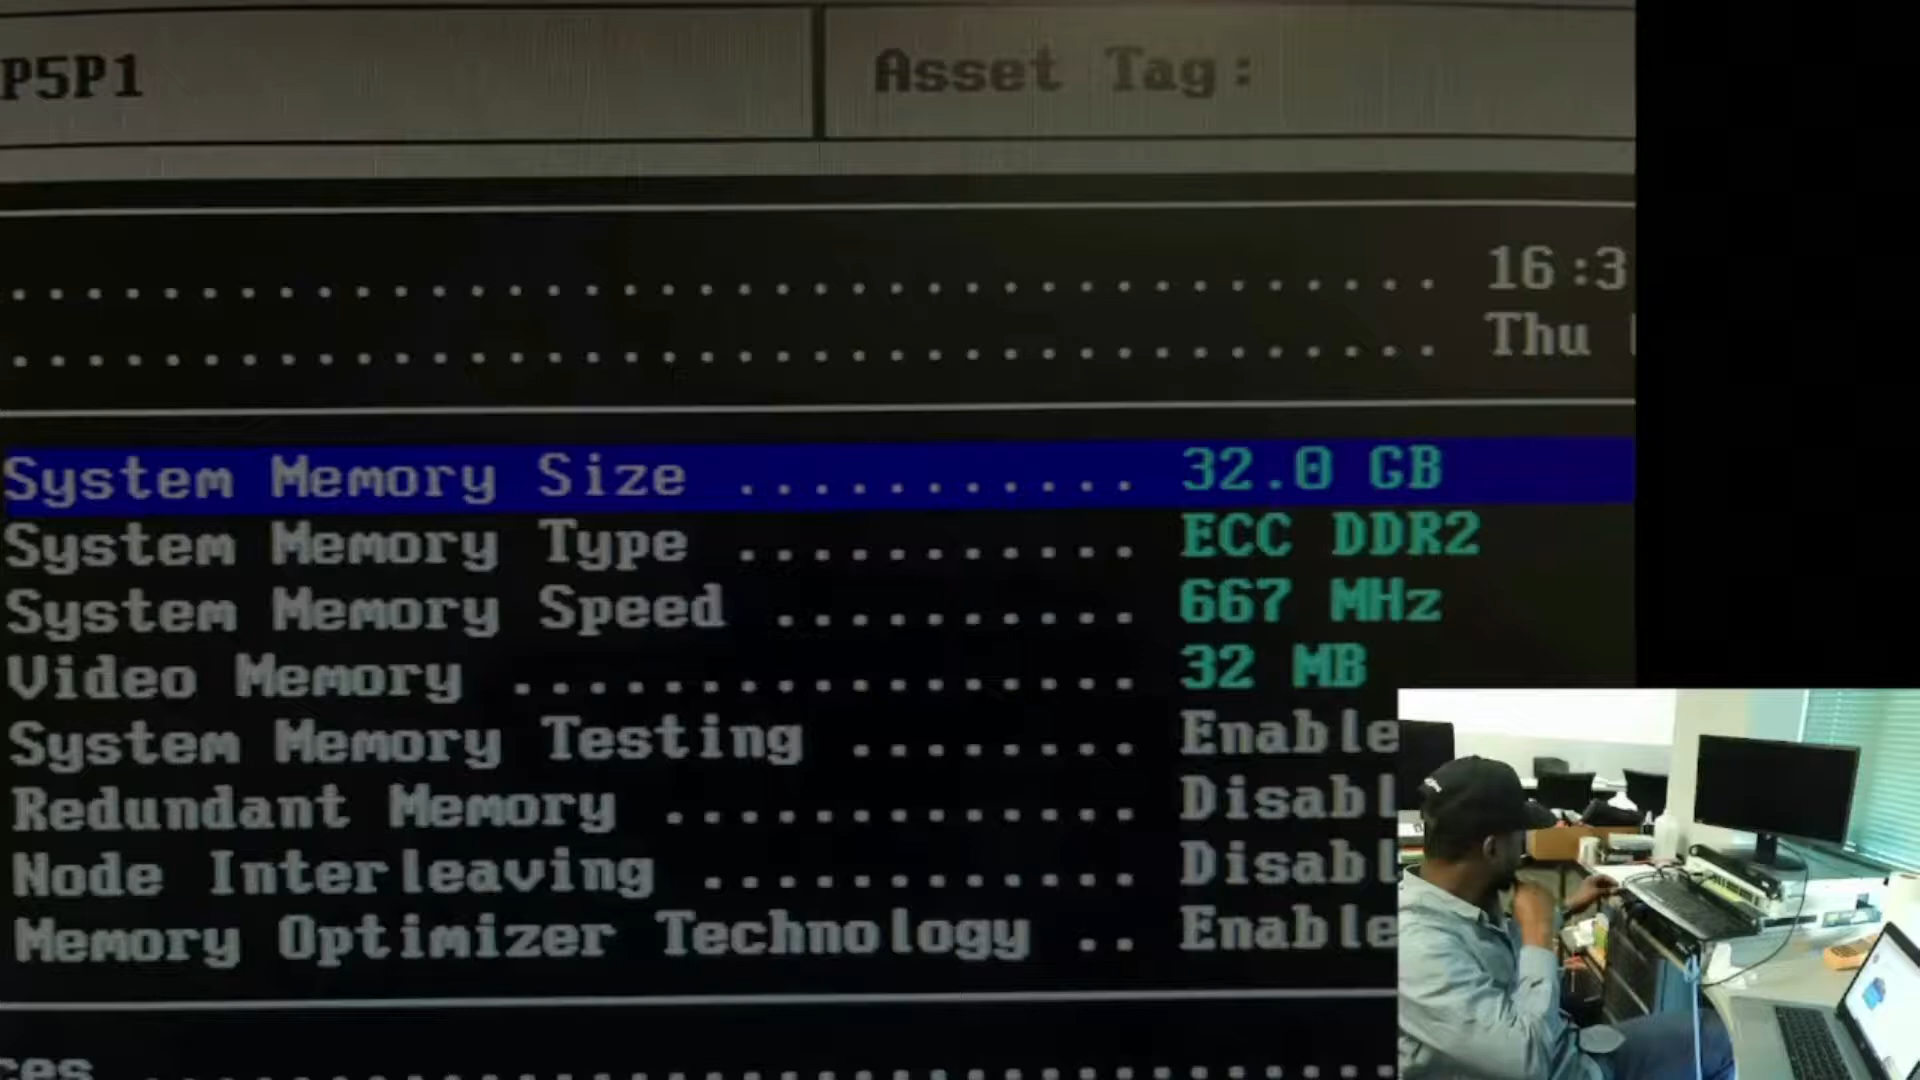 P5P1 Asset Tag:
16:3
Thu
System Memory Size ........... 32.0 GB
System Memory Type ........... ECC DDR2
System Memory Speed .......... 667 MHz
Video Memory ................. 32 MB
System Memory Testing ........ Enable
Redundant Memory ............. Disabl
Node Interleaving ............ Disabl
Memory Optimizer Technology .. Enable
ces